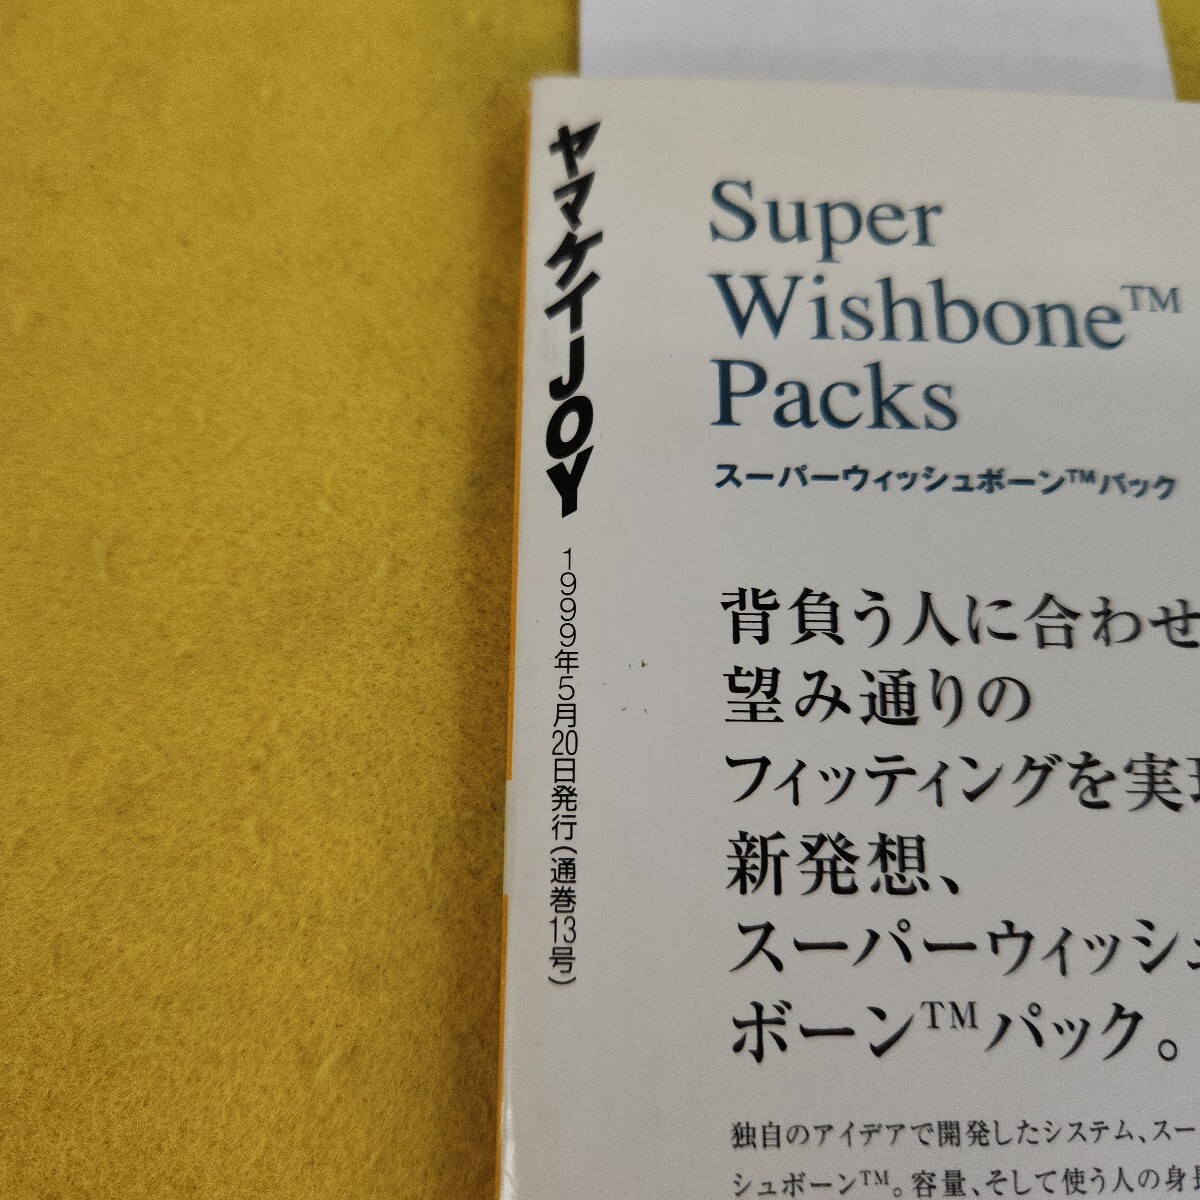 ヤマケイJOY
1999年5月20日発行(通巻13号)
Super
Wishbone™
Packs
スーパーウィッシュボーン™パック
背負う人に合わせ
望み通りの
フィッティングを実現
新発想、
スーパーウィッシュ
ボーン™パック。
独自のアイデアで開発したシステム、スー
シュボーン™。容量、そして使う人の身長